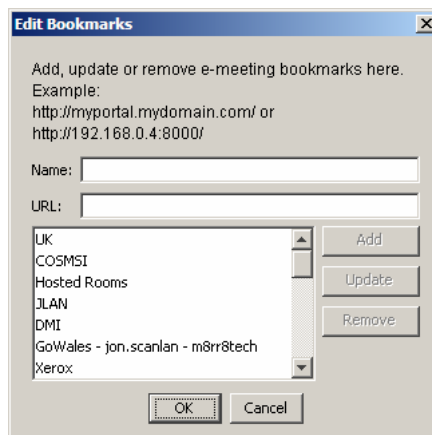 Edit Bookmarks
Add, update or remove e-meeting bookmarks here.
Example:
http://myportal.mydomain.com/ or
http://192.168.0.4:8000/
Name:
URL:
UK
COSMSI
Hosted Rooms
JLAN
DMI
GoWales - jon.scanlan - m8rr8tech
Xerox
Add
Update
Remove
OK
Cancel